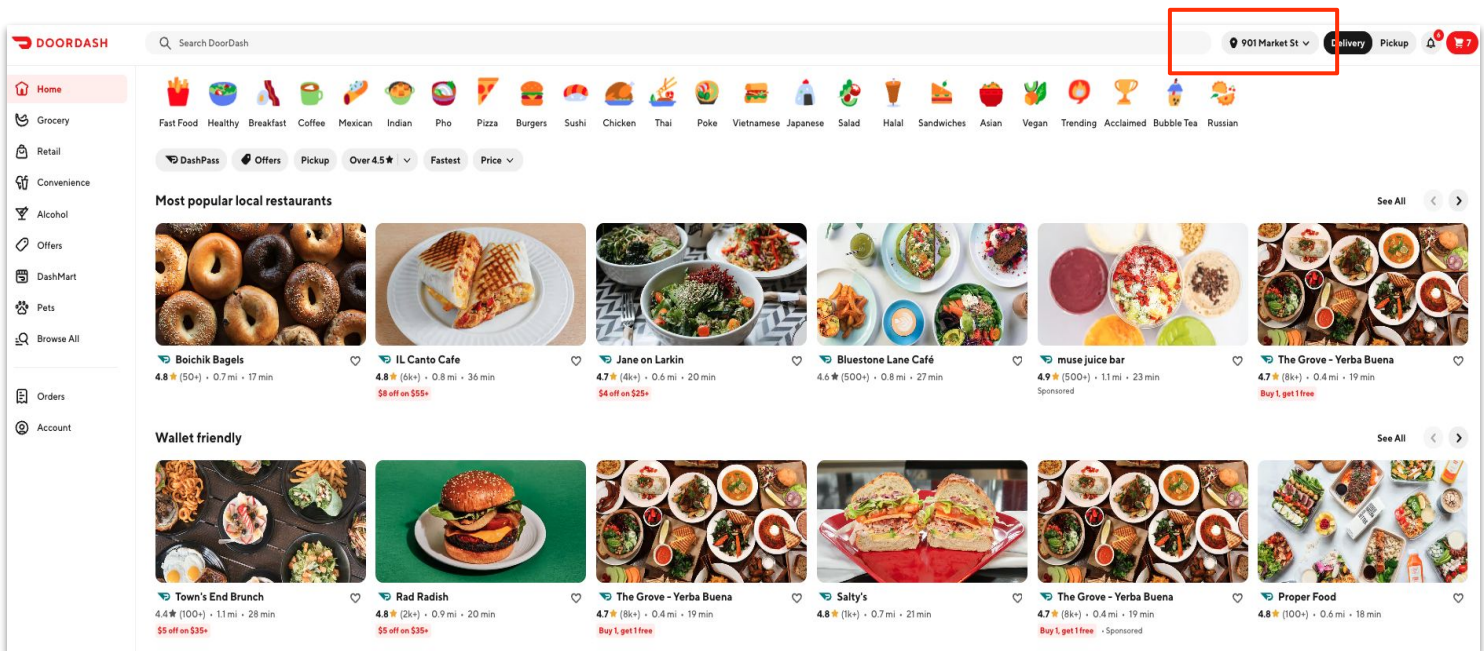 DOORDASH
Search DoorDash
901 Market St
Delivery
Pickup
6
7
Home
Grocery
Retail
Convenience
Alcohol
Offers
DashMart
Pets
Browse All
Orders
Account
Fast Food Healthy Breakfast Coffee Mexican Indian Pho Pizza Burgers Sushi Chicken Thai Poke Vietnamese Japanese Salad Halal Sandwiches Asian Vegan Trending Acclaimed Bubble Tea Russian
DashPass Offers Pickup Over 4.5★ Fastest Price
Most popular local restaurants
See All
Boichik Bagels
4.8★ (50+) • 0.7 mi • 17 min
IL Canto Cafe
4.8★ (6k+) • 0.8 mi • 36 min
$8 off on $55+
Jane on Larkin
4.7★ (4k+) • 0.6 mi • 20 min
$4 off on $25+
Bluestone Lane Café
4.6★ (500+) • 0.8 mi • 27 min
muse juice bar
4.9★ (500+) • 1.1 mi • 23 min
Sponsored
The Grove - Yerba Buena
4.7★ (8k+) • 0.4 mi • 19 min
Buy 1, get 1 free
Wallet friendly
See All
Town's End Brunch
4.4★ (100+) • 1.1 mi • 28 min
$5 off on $35+
Rad Radish
4.8★ (2k+) • 0.9 mi • 20 min
$5 off on $35+
The Grove - Yerba Buena
4.7★ (8k+) • 0.4 mi • 19 min
Buy 1, get 1 free
Salty's
4.8★ (1k+) • 0.7 mi • 21 min
The Grove - Yerba Buena
4.7★ (8k+) • 0.4 mi • 19 min
Buy 1, get 1 free • Sponsored
Proper Food
4.8★ (100+) • 0.6 mi • 18 min